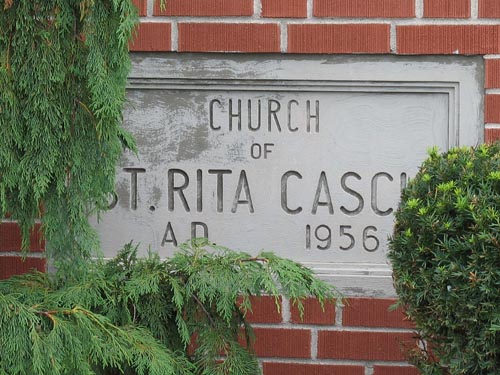 CHURCH
OF
ST. RITA CASCI
A.D. 1956